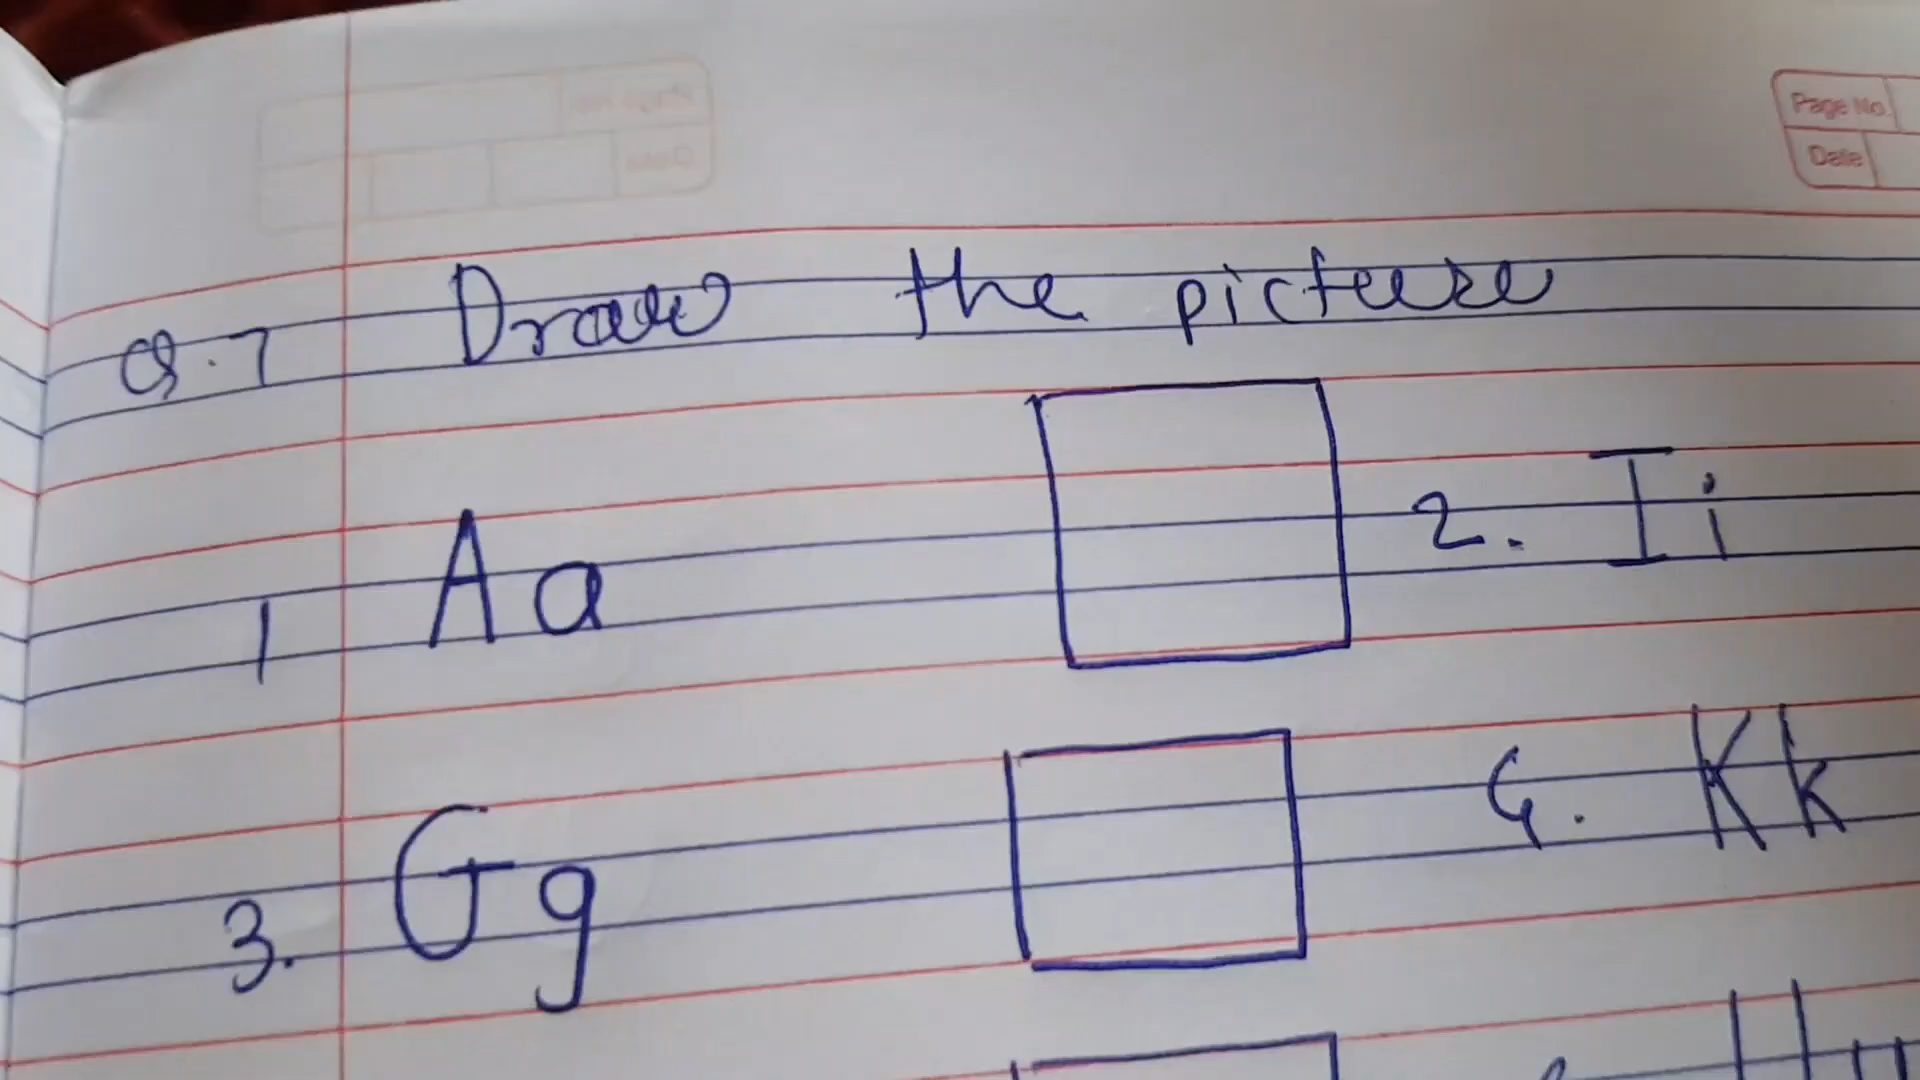 Page No.
Date
Q.7 Draw the picture
1 Aa 2. Ii
3. Gg 4. Kk